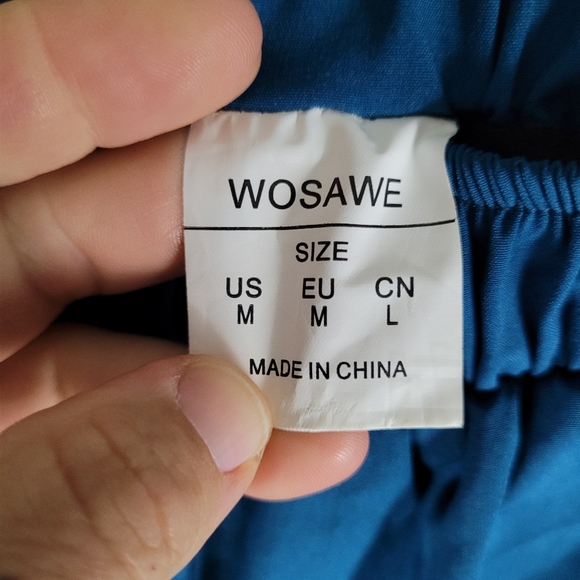 WOSAWE
SIZE
US EU CN
M M L
MADE IN CHINA